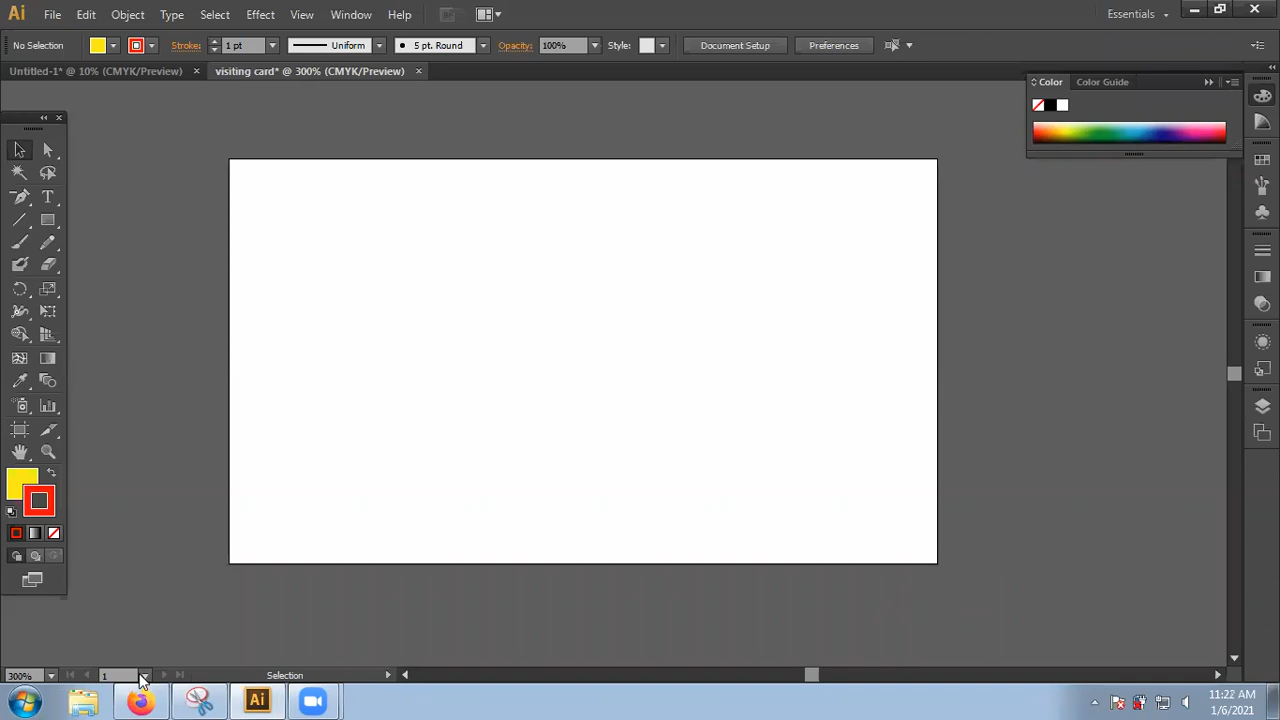 Ai File Edit Object Type Select Effect View Window Help Essentials
No Selection Stroke: 1 pt Uniform 5 pt. Round Opacity: 100% Style: Document Setup Preferences
Untitled-1* @ 10% (CMYK/Preview) × visiting card* @ 300% (CMYK/Preview) ×
Color Color Guide
T
300% 1 Selection
Ai 11:22 AM
1/6/2021